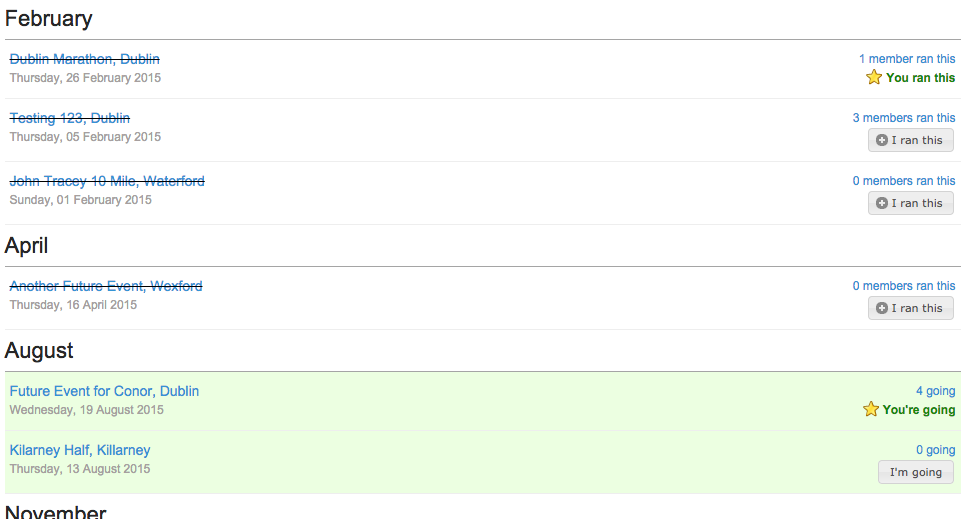 February
Dublin Marathon, Dublin
1 member ran this
Thursday, 26 February 2015
You ran this
Testing 123, Dublin
3 members ran this
Thursday, 05 February 2015
I ran this
John Tracey 10 Mile, Waterford
0 members ran this
Sunday, 01 February 2015
I ran this
April
Another Future Event, Wexford
0 members ran this
Thursday, 16 April 2015
I ran this
August
Future Event for Conor, Dublin
4 going
Wednesday, 19 August 2015
You're going
Kilarney Half, Killarney
0 going
Thursday, 13 August 2015
I'm going
November